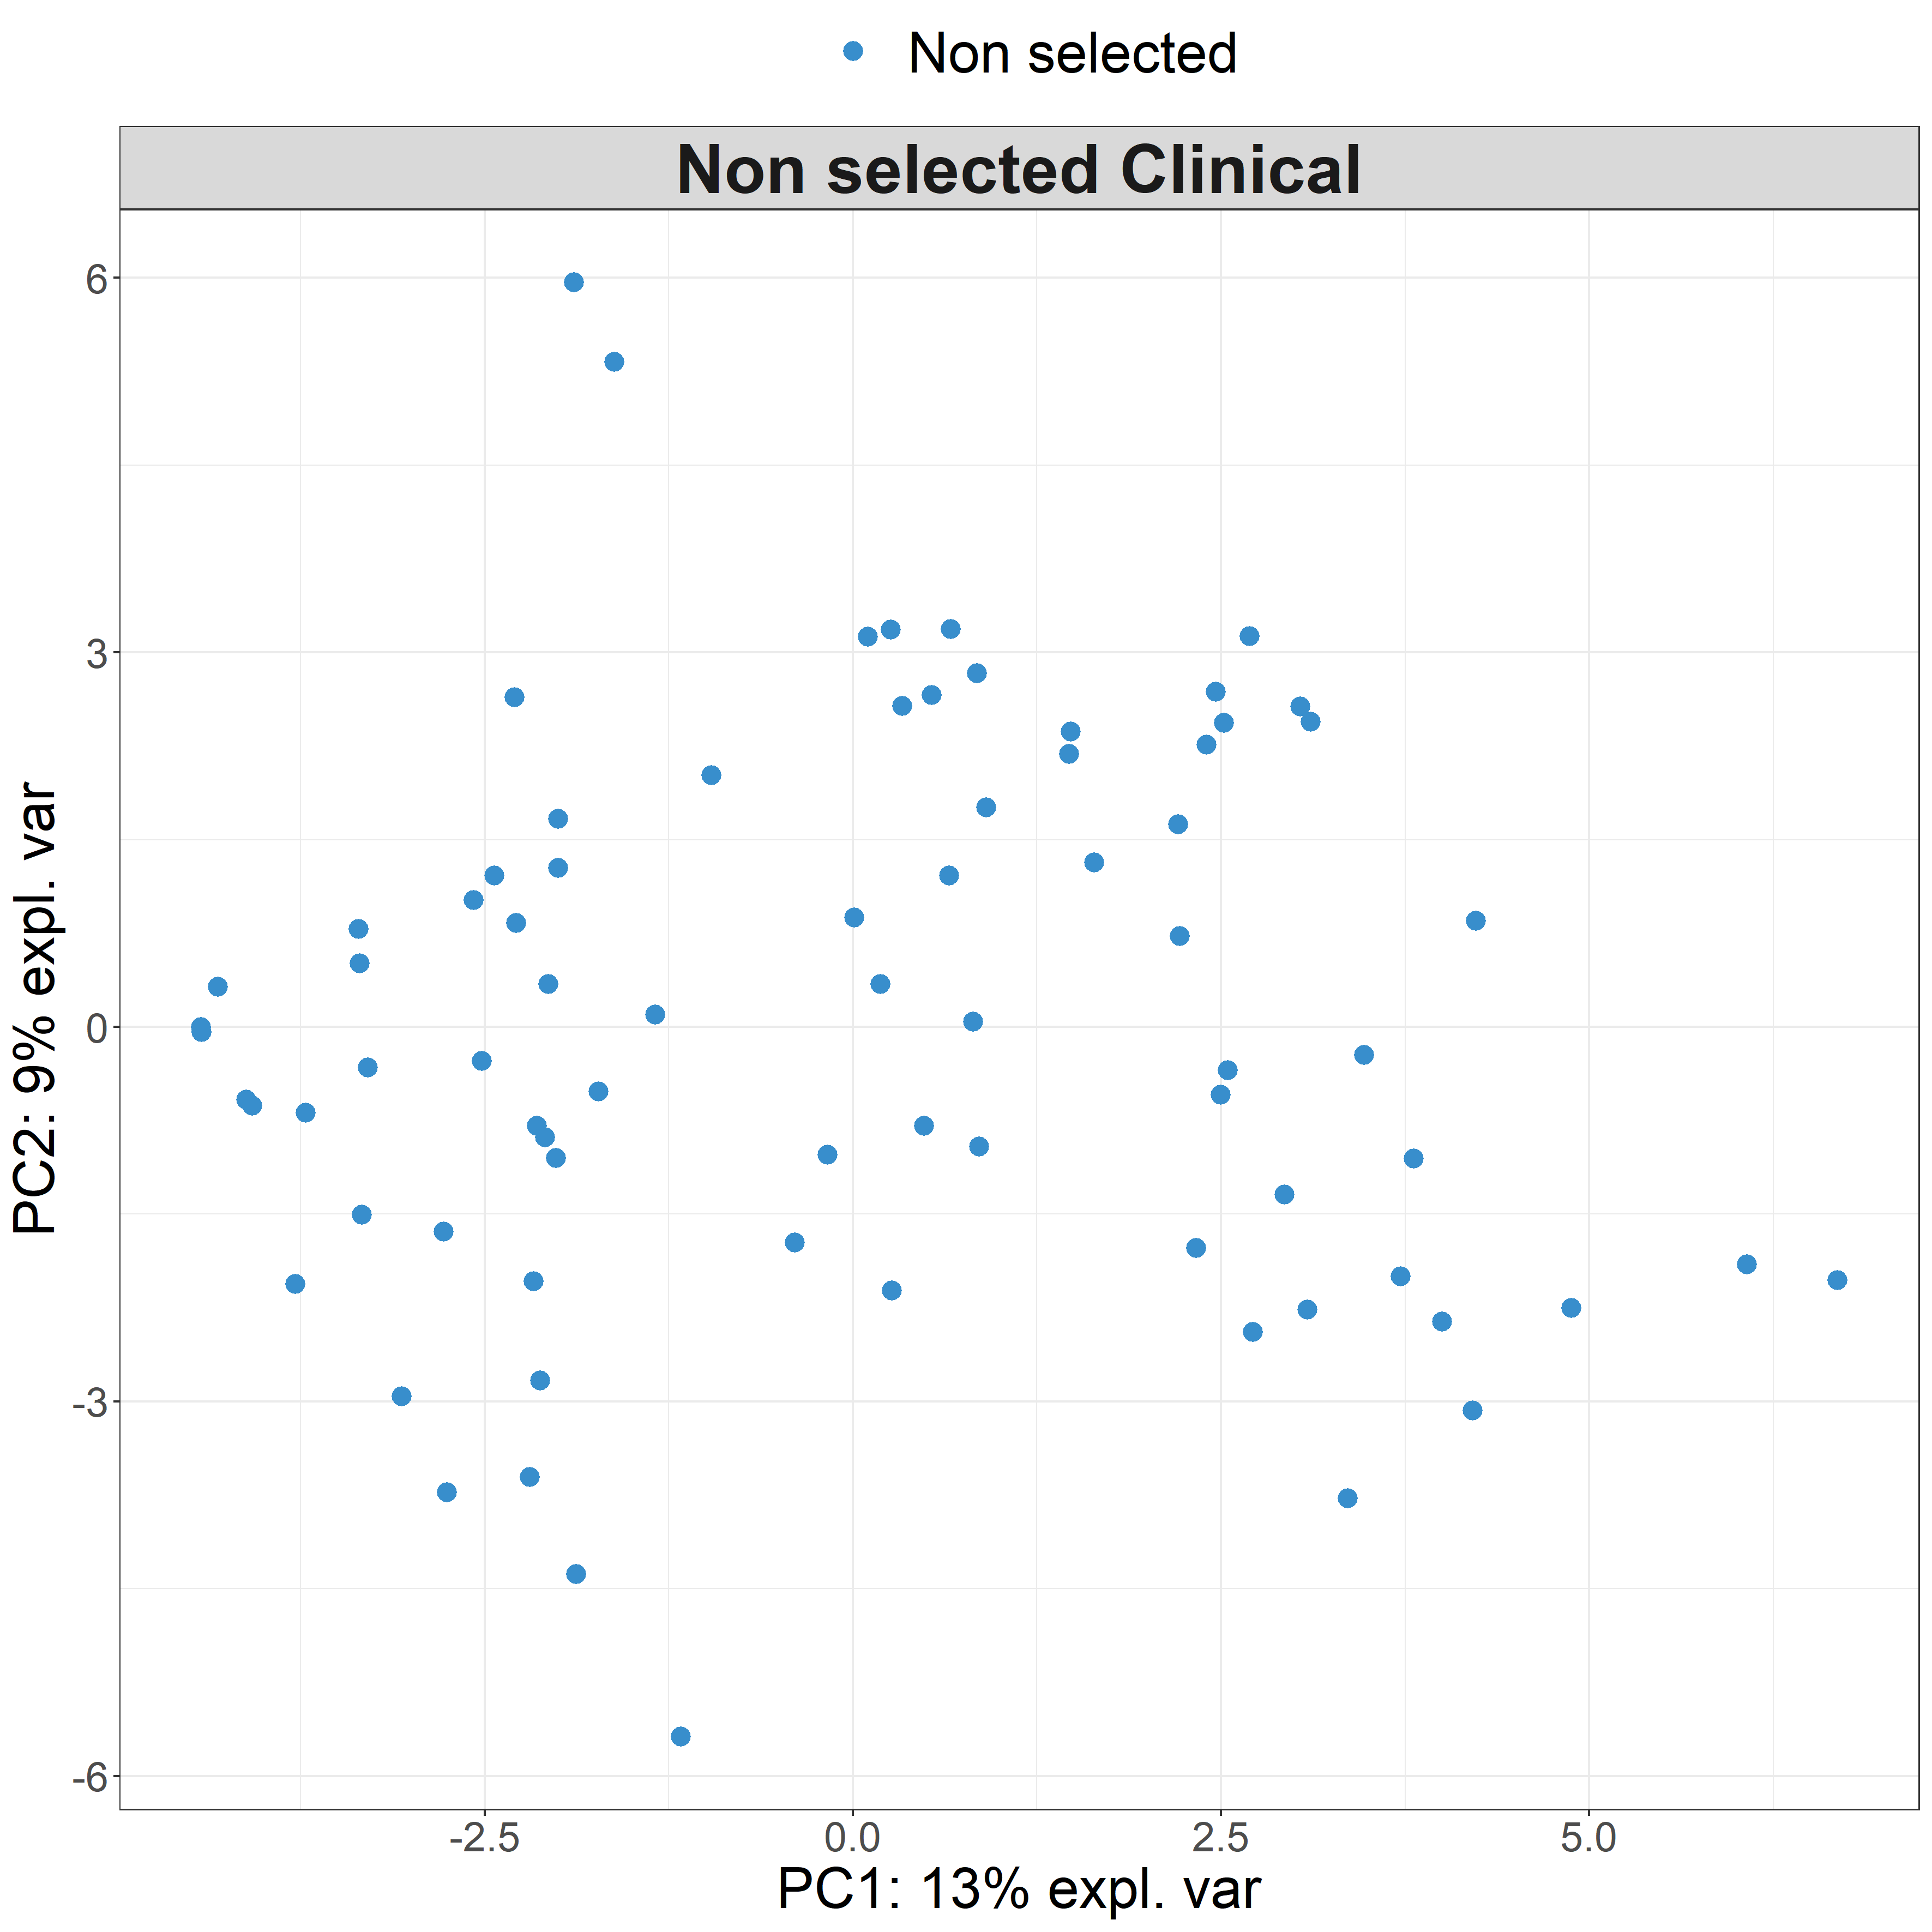 Non selected
Non selected Clinical
6
3
0
-3
-6
PC2: 9% expl. var
-2.5
0.0
2.5
5.0
PC1: 13% expl. var